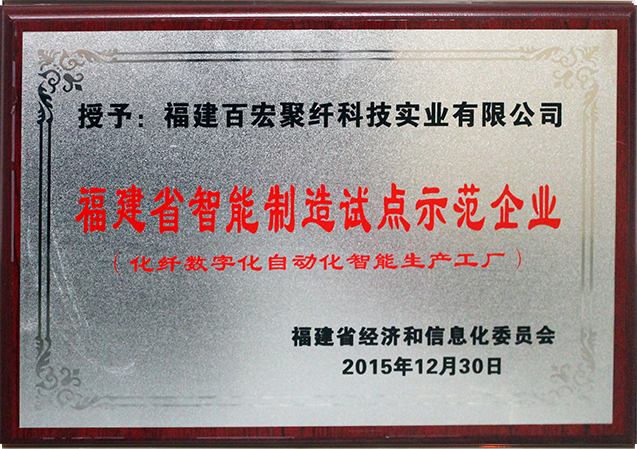 授予：福建百宏聚纤科技实业有限公司
福建省智能制造试点示范企业
（化纤数字化自动化智能生产工厂）
福建省经济和信息化委员会
2015年12月30日